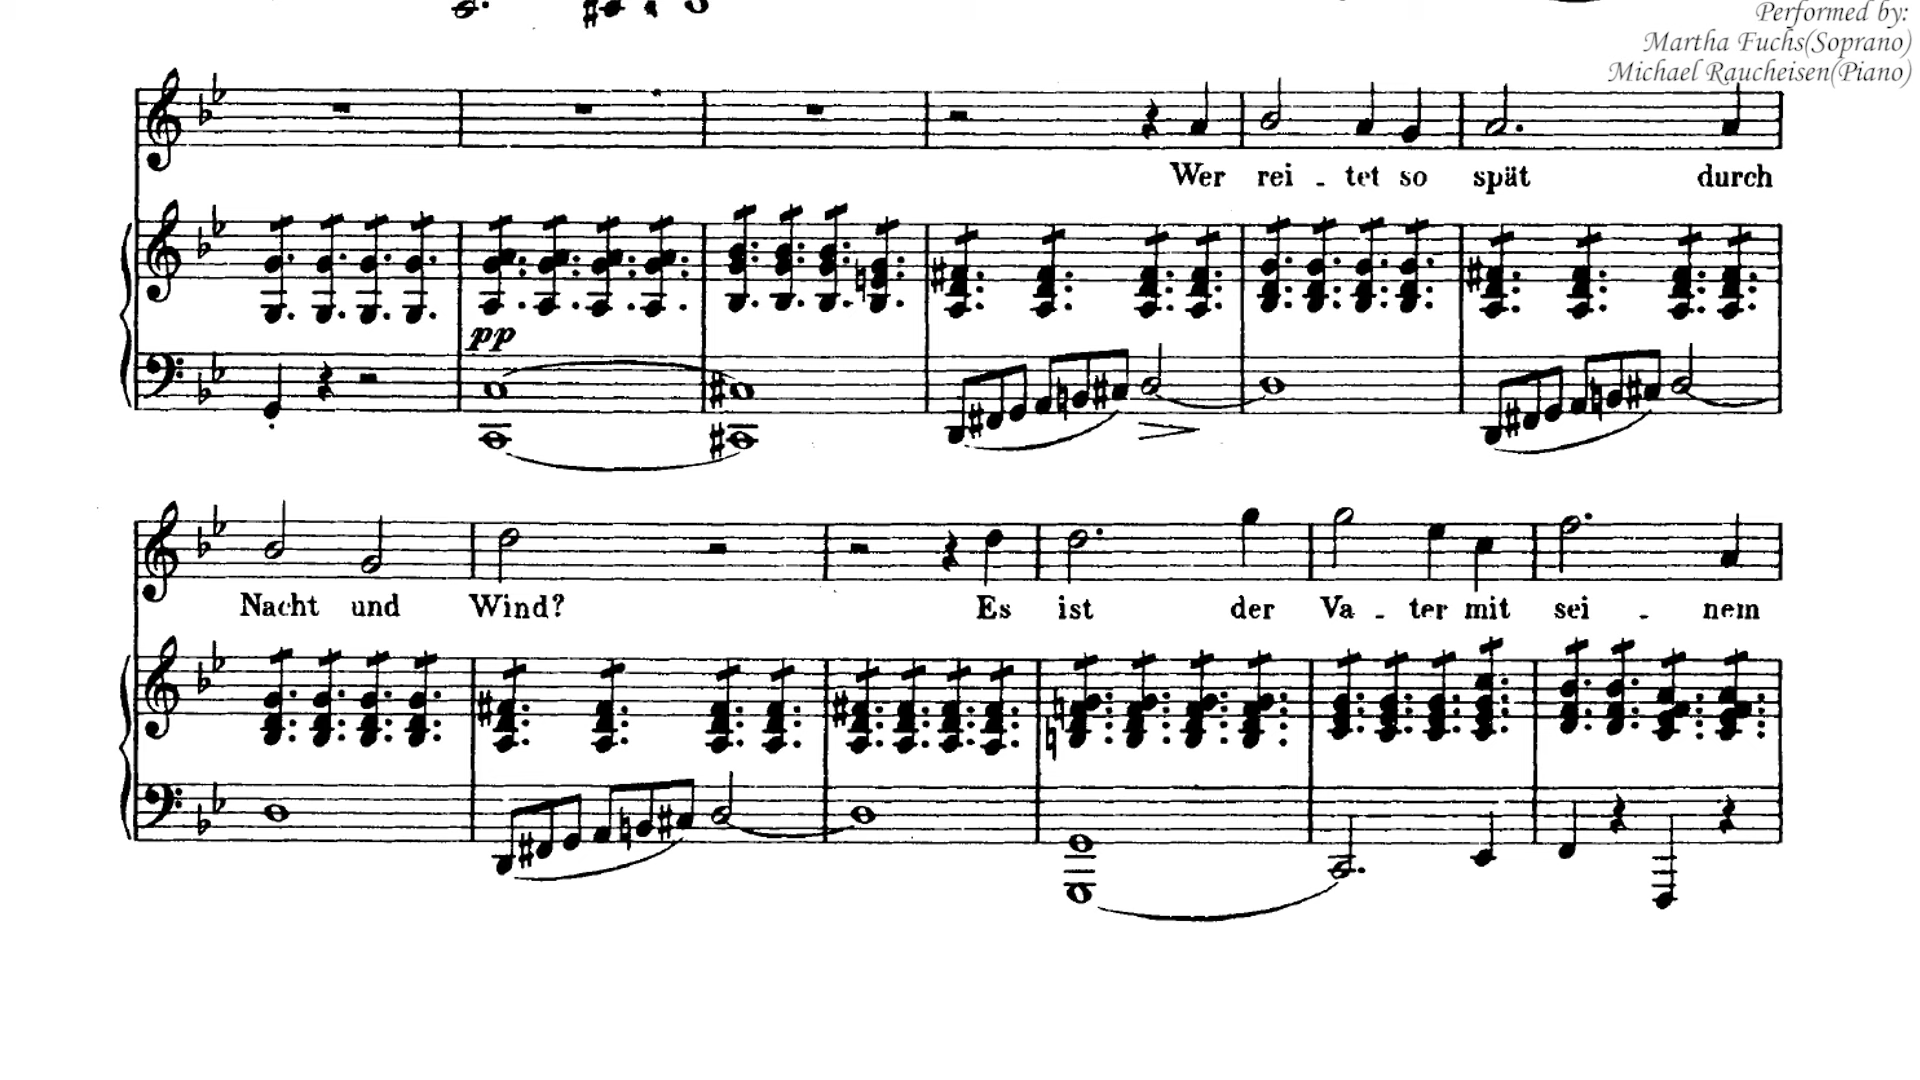 Performed by:
Martha Fuchs(Soprano)
Michael Raucheisen(Piano)
Wer rei - tet so spät durch
pp
Nacht und Wind? Es ist der Va - ter mit sei - nem